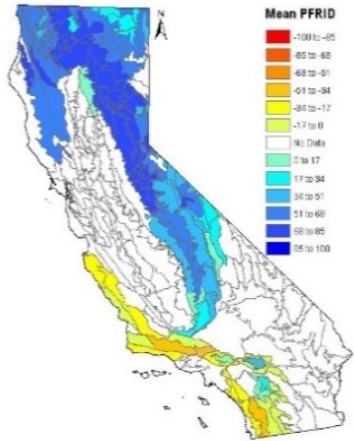 Mean PFRID
N
-100 to -85
-85 to -68
-68 to -51
-51 to -34
-34 to -17
-17 to 0
No Data
0 to 17
17 to 34
34 to 51
51 to 68
68 to 85
85 to 100